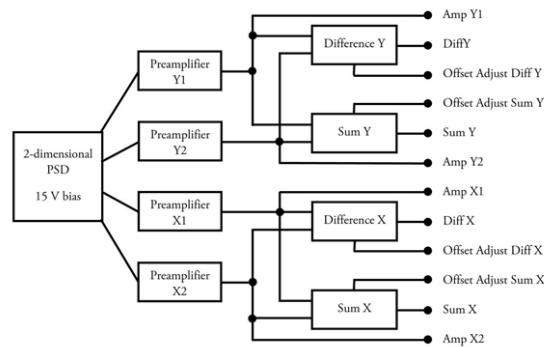 2-dimensional
PSD
15 V bias
Preamplifier
Y1
Preamplifier
Y2
Preamplifier
X1
Preamplifier
X2
Difference Y
Sum Y
Difference X
Sum X
Amp Y1
DiffY
Offset Adjust Diff Y
Offset Adjust Sum Y
Sum Y
Amp Y2
Amp X1
Diff X
Offset Adjust Diff X
Offset Adjust Sum X
Sum X
Amp X2